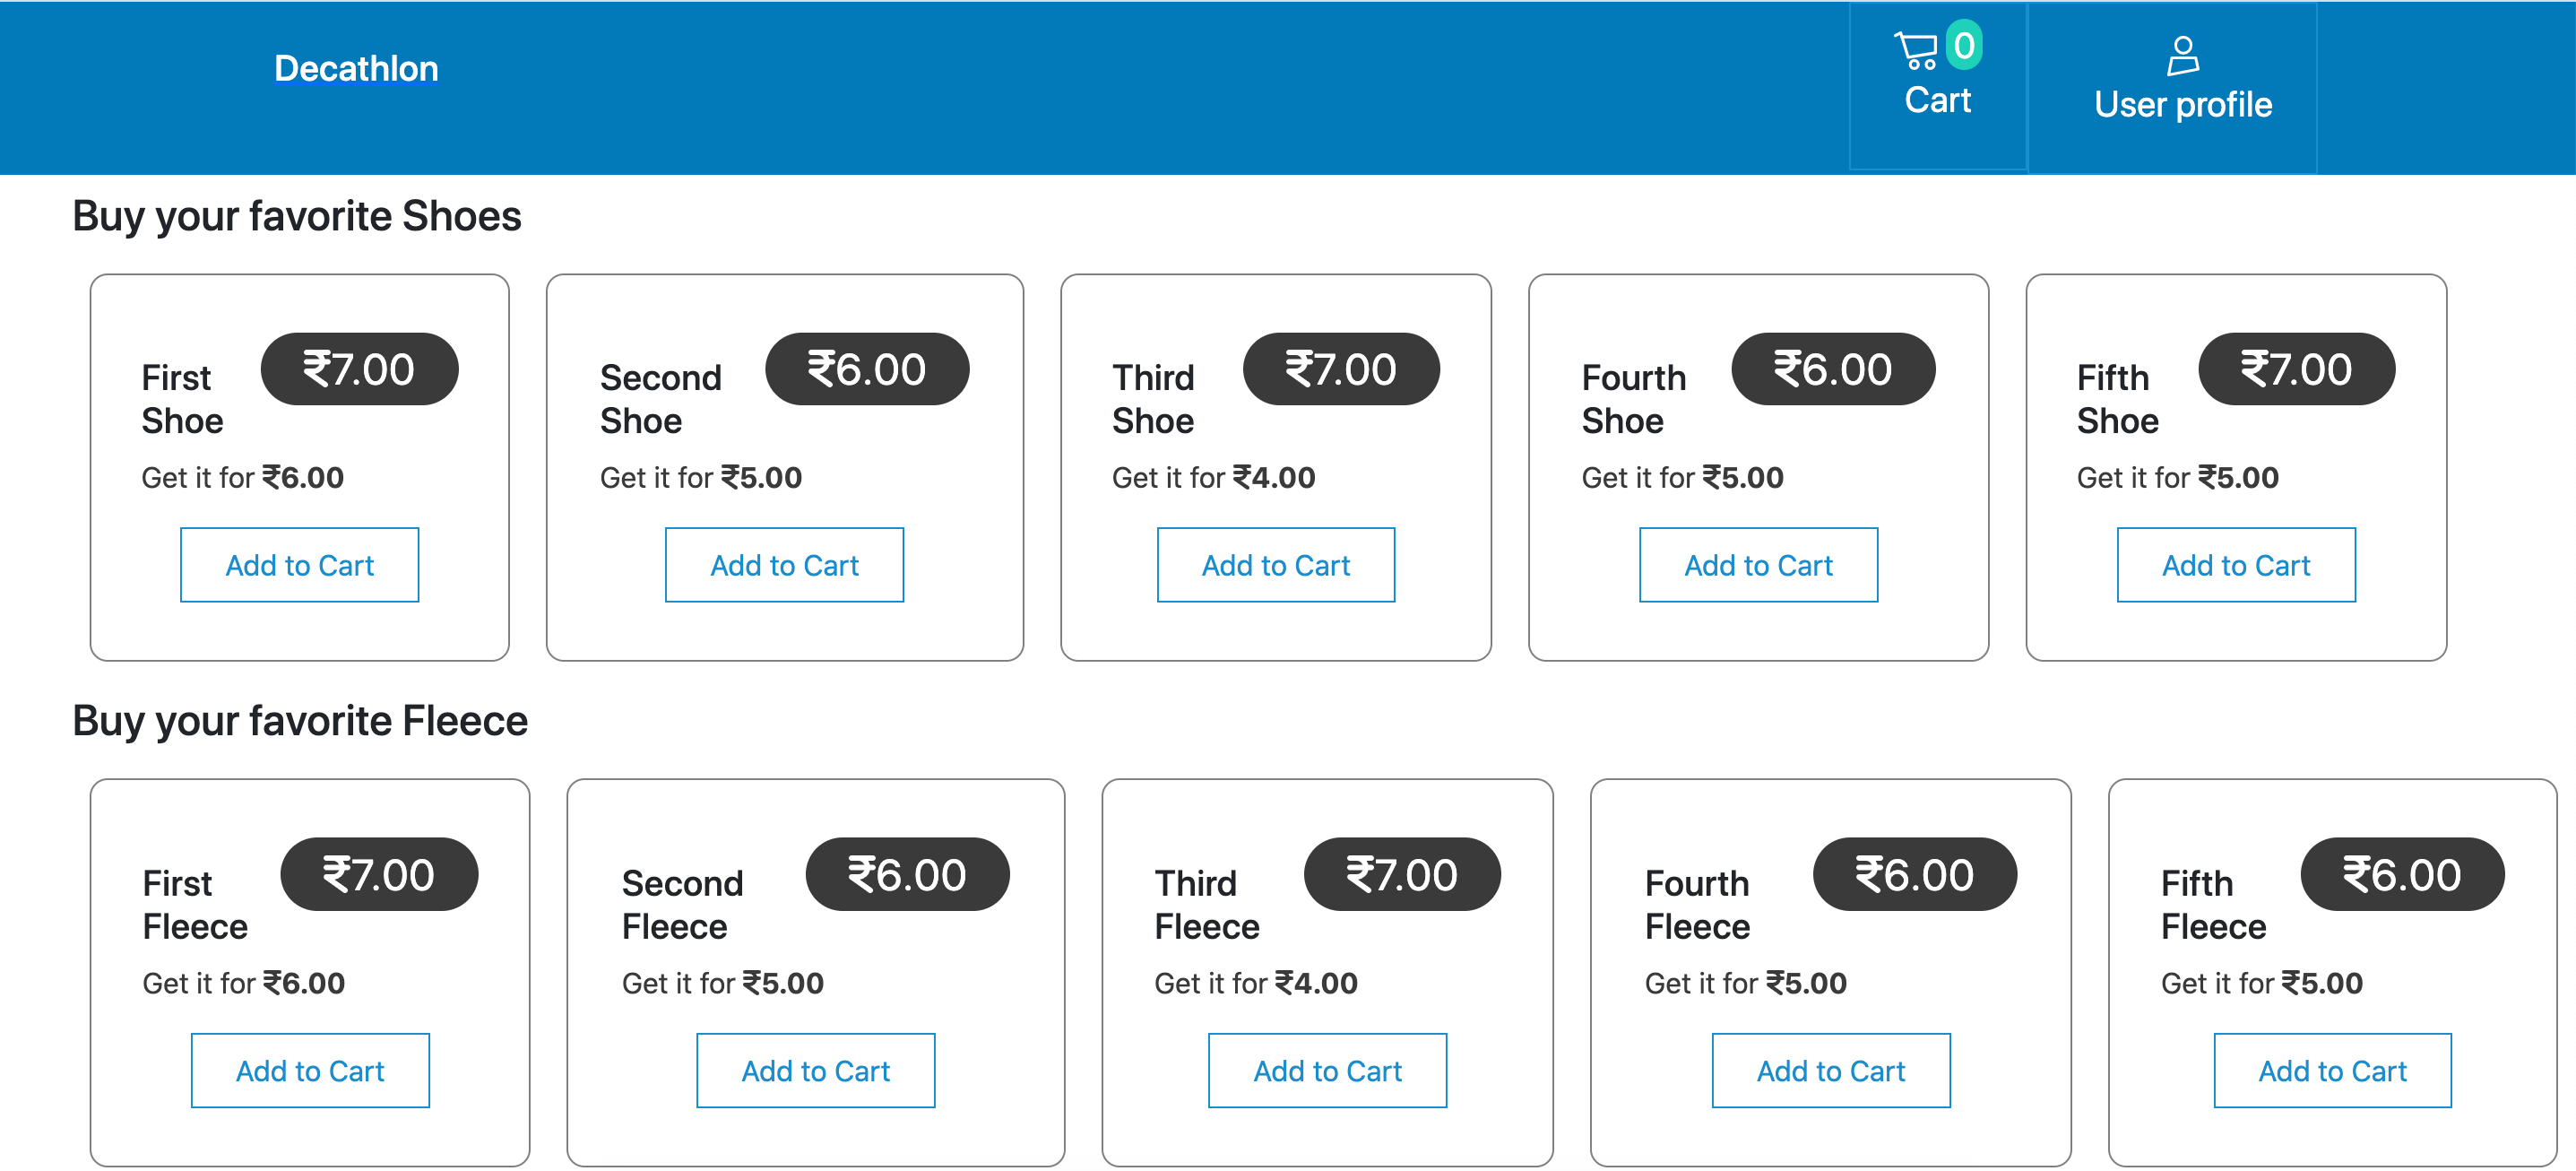 Decathlon
0
Cart
User profile
Buy your favorite Shoes
First
Shoe
₹7.00
Get it for ₹6.00
Add to Cart
Second
Shoe
₹6.00
Get it for ₹5.00
Add to Cart
Third
Shoe
₹7.00
Get it for ₹4.00
Add to Cart
Fourth
Shoe
₹6.00
Get it for ₹5.00
Add to Cart
Fifth
Shoe
₹7.00
Get it for ₹5.00
Add to Cart
Buy your favorite Fleece
First
Fleece
₹7.00
Get it for ₹6.00
Add to Cart
Second
Fleece
₹6.00
Get it for ₹5.00
Add to Cart
Third
Fleece
₹7.00
Get it for ₹4.00
Add to Cart
Fourth
Fleece
₹6.00
Get it for ₹5.00
Add to Cart
Fifth
Fleece
₹6.00
Get it for ₹5.00
Add to Cart